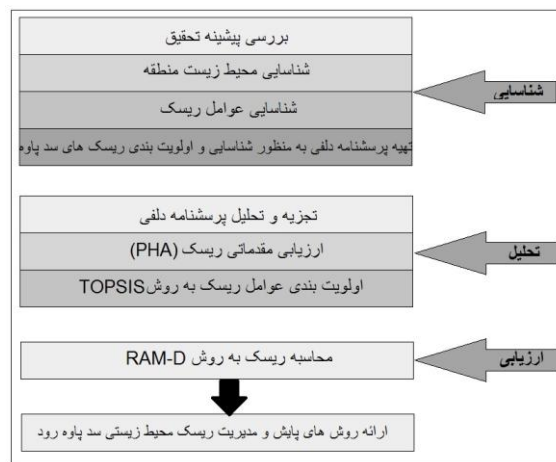 بررسی پیشینه تحقیق
شناسایی محیط زیست منطقه
شناسایی عوامل ریسک
تهیه پرسشنامه دلفی به منظور شناسایی و اولویت بندی ریسک های سد پاوه
شناسایی
تجزیه و تحلیل پرسشنامه دلفی
ارزیابی مقدماتی ریسک (PHA)
اولویت بندی عوامل ریسک به روش TOPSIS
تحلیل
محاسبه ریسک به روش RAM-D
ارزیابی
ارائه روش های پایش و مدیریت ریسک محیط زیستی سد پاوه رود